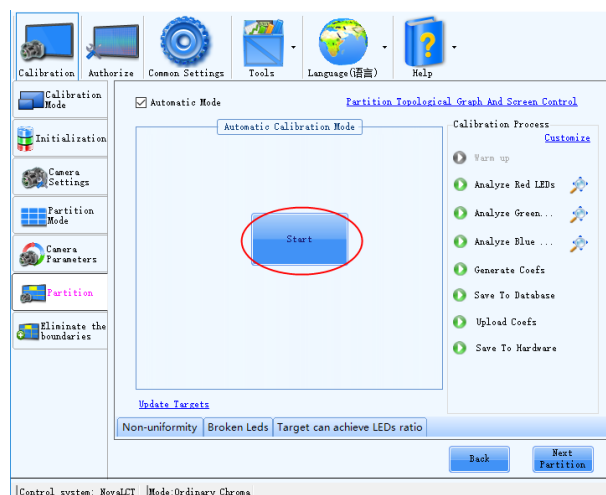 Calibration Authorize Common Settings Tools Language(语言) Help
Calibration
Mode
Initialization
Camera
Settings
Partition
Mode
Camera
Parameters
Partition
Eliminate the
boundaries
Automatic Mode
Partition Topological Graph And Screen Control
Automatic Calibration Mode
Start
Update Targets
Calibration Process
Customize
Warm up
Analyze Red LEDs
Analyze Green...
Analyze Blue ...
Generate Coefs
Save To Database
Upload Coefs
Save To Hardware
Non-uniformity Broken Leds Target can achieve LEDs ratio
Back
Next
Partition
Control system: NovaLCT Mode:Ordinary Chroma